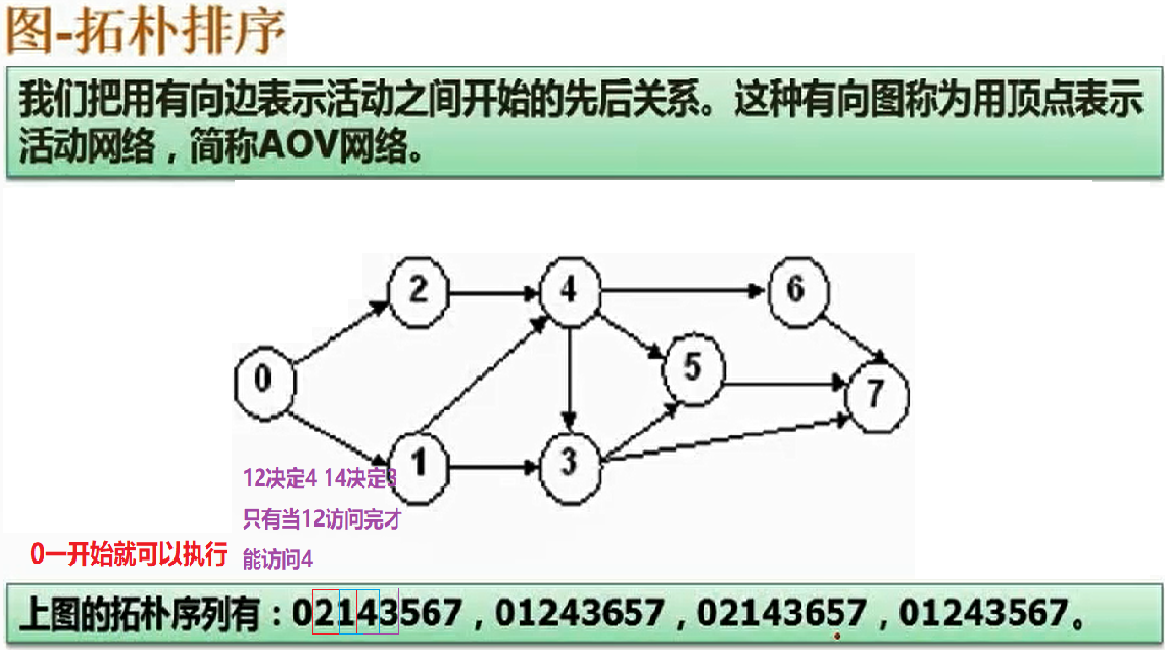 图-拓朴排序
我们把用有向边表示活动之间开始的先后关系。这种有向图称为用顶点表示
活动网络，简称AOV网络。
2
4
6
0
5
7
1
3
12决定4 14决定3
只有当12访问完才
能访问4
0一开始就可以执行
上图的拓朴序列有：02143567，01243657，02143657，01243567。